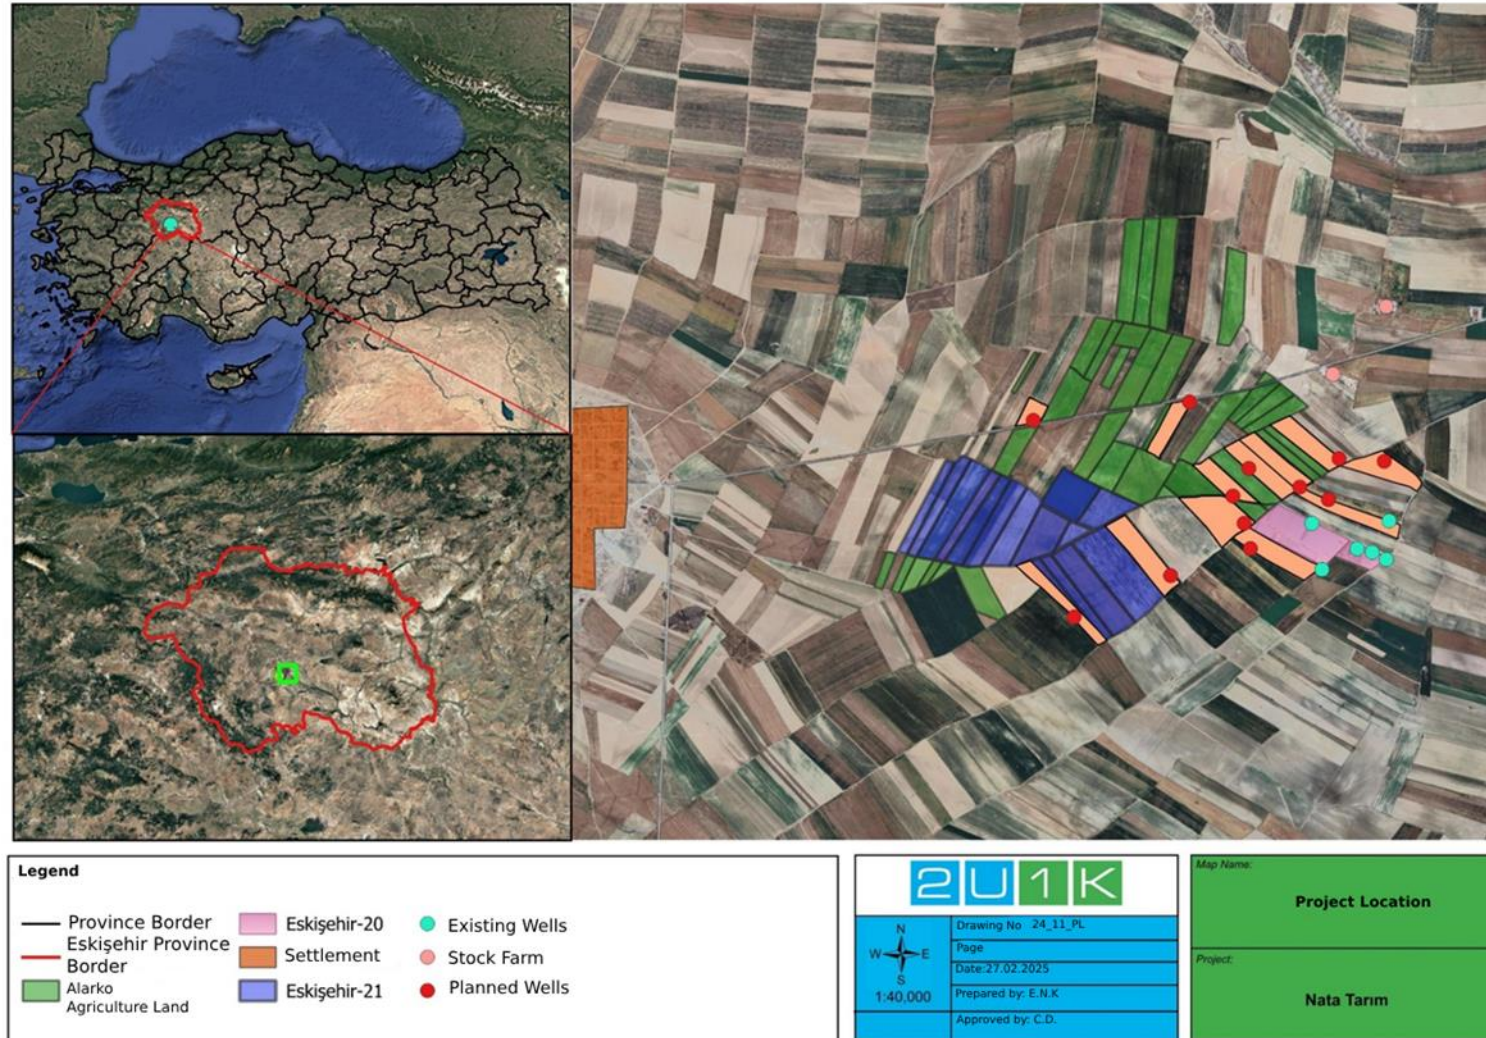 Legend
Province Border
Eskişehir Province
Border
Alarko
Agriculture Land
Eskişehir-20
Settlement
Eskişehir-21
Existing Wells
Stock Farm
Planned Wells
2U1K
N
W E
S
1:40,000
Drawing No 24_11_PL
Page
Date:27.02.2025
Prepared by: E.N.K
Approved by: C.D.
Map Name:
Project Location
Project:
Nata Tarım